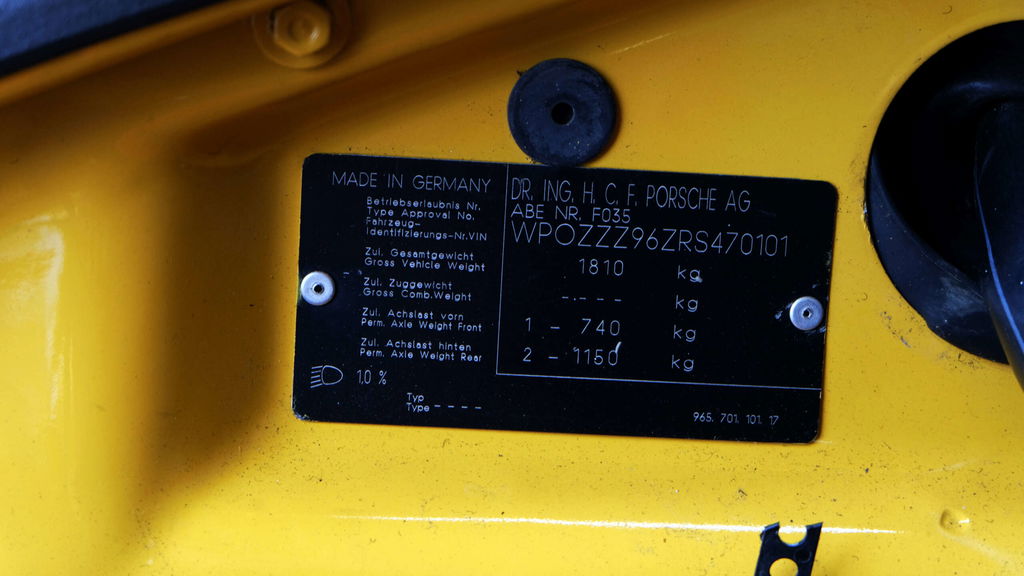 MADE IN GERMANY
DR. ING. H. C. F. PORSCHE AG
Betriebserlaubnis Nr.
Type Approval No.
ABE NR. F035
Fahrzeug-
Identifizierungs-Nr.VIN
WPOZZZ96ZRS470101
Zul. Gesamtgewicht
Gross Vehicle Weight
1810 kg
Zul. Zuggewicht
Gross Comb.Weight
---- kg
Zul. Achslast vorn
Perm. Axle Weight Front
1 - 740 kg
Zul. Achslast hinten
Perm. Axle Weight Rear
2 - 1150 kg
1.0 %
Typ
Type ----
965. 701. 101. 17